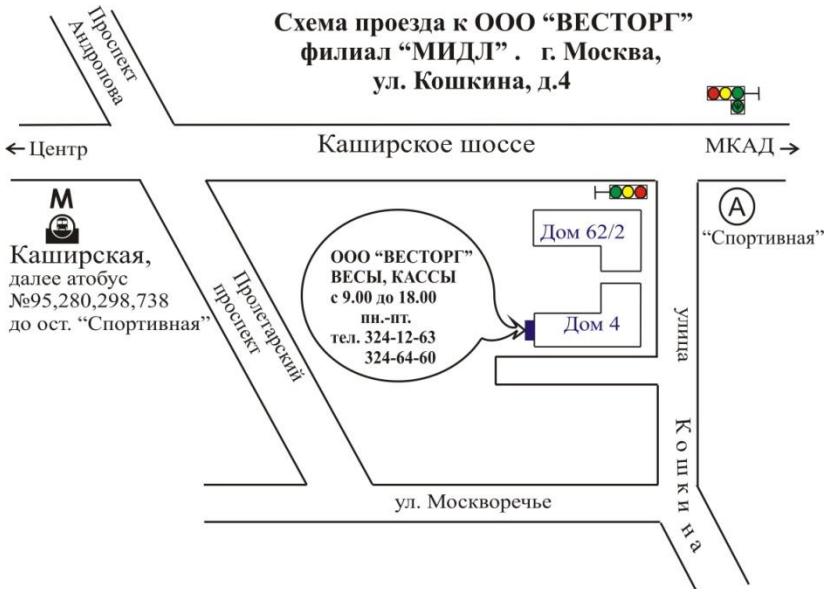 Схема проезда к ООО “ВЕСТОРГ”
филиал “МИДЛ” . г. Москва,
ул. Кошкина, д.4
Проспект
Андропова
← Центр
Каширское шоссе
МКАД →
М
Каширская,
далее атобус
№95,280,298,738
до ост. “Спортивная”
А
“Спортивная”
Дом 62/2
ООО “ВЕСТОРГ”
ВЕСЫ, КАССЫ
с 9.00 до 18.00
пн.-пт.
тел. 324-12-63
324-64-60
Дом 4
Пролетарский
проспект
улица Кошкина
ул. Москворечье